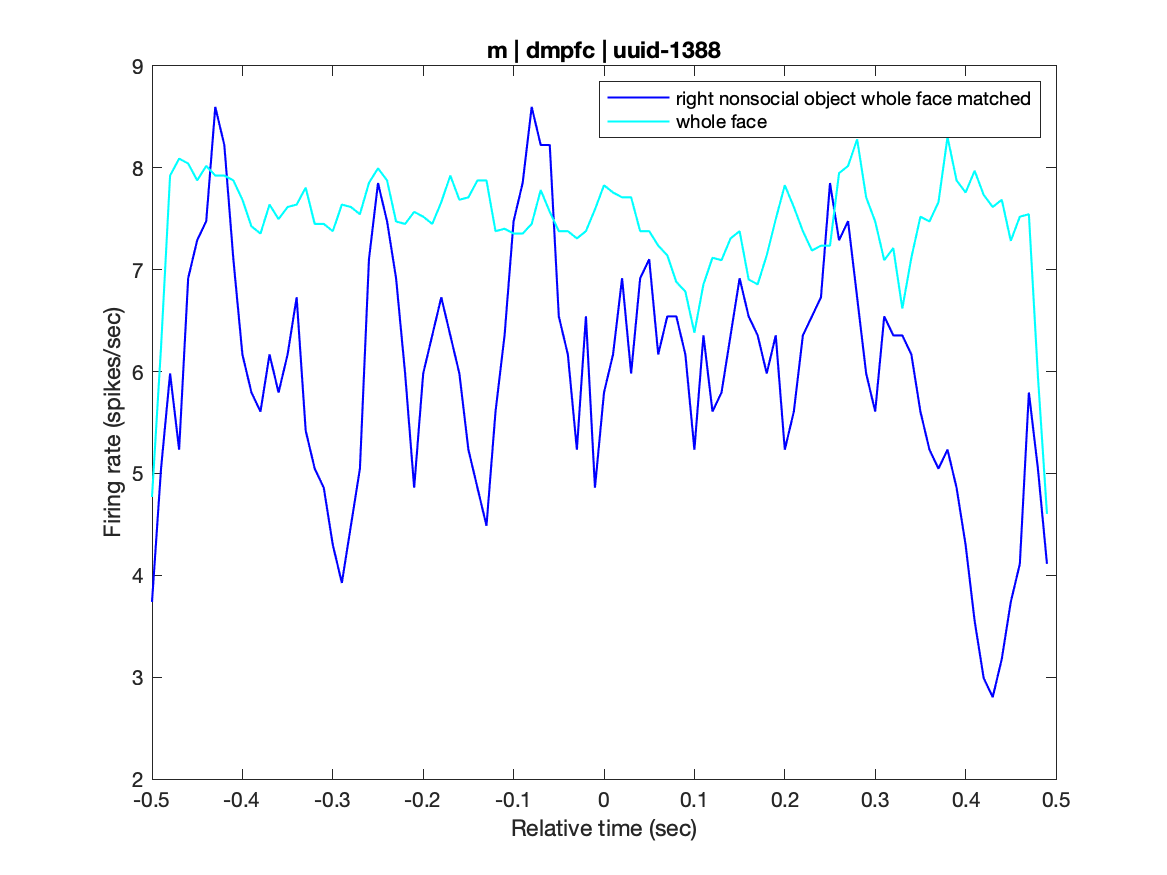 m | dmpfc | uuid-1388
right nonsocial object whole face matched
whole face
Firing rate (spikes/sec)
9
8
7
6
5
4
3
2
-0.5 -0.4 -0.3 -0.2 -0.1 0 0.1 0.2 0.3 0.4 0.5
Relative time (sec)